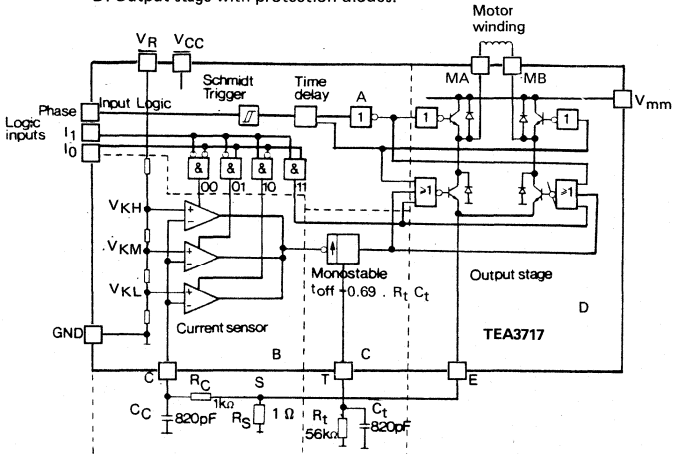 D: Output stage with protection diodes.
Motor
winding
VR
VCC
MA
MB
Schmidt
Trigger
Time
delay
A
Vmm
Phase
Input Logic
Logic
inputs
I1
I0
1
1
1
&
&
&
&
00
01
10
11
≥1
≥1
VKH
+
−
VKM
+
−
VKL
+
−
Monostable
toff = 0.69 . Rt Ct
Output stage
D
TEA3717
GND
Current sensor
B
C
C
T
E
RC
1kΩ
S
CC
820pF
RS
1 Ω
Rt
56kΩ
Ct
820pF